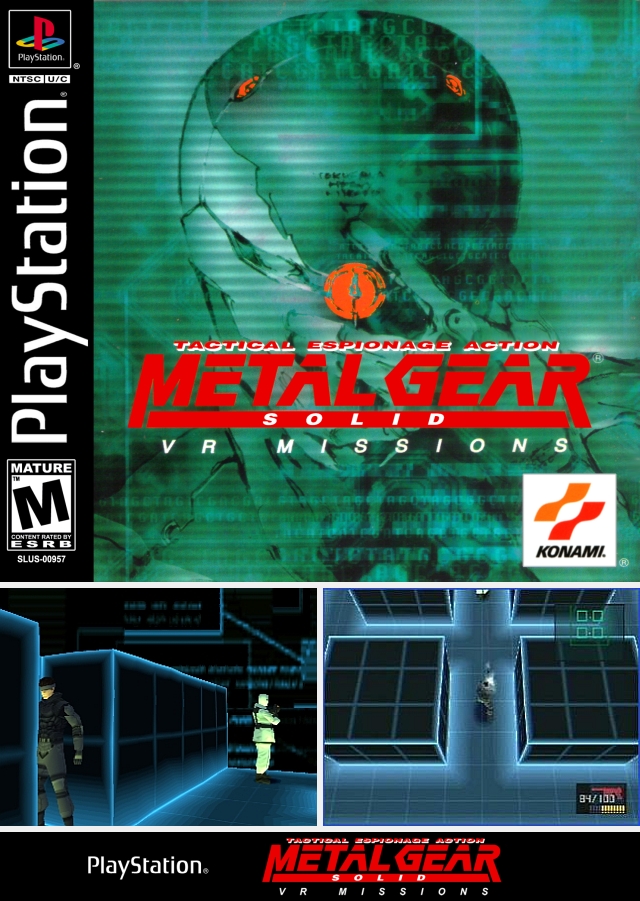 PlayStation®
NTSC U/C
PlayStation®
MATURE
M™
CONTENT RATED BY
ESRB
SLUS-00957
TACTICAL ESPIONAGE ACTION
METAL GEAR®
SOLID
VR MISSIONS
KONAMI®
84/100
PlayStation®
TACTICAL ESPIONAGE ACTION
METAL GEAR
SOLID
VR MISSIONS